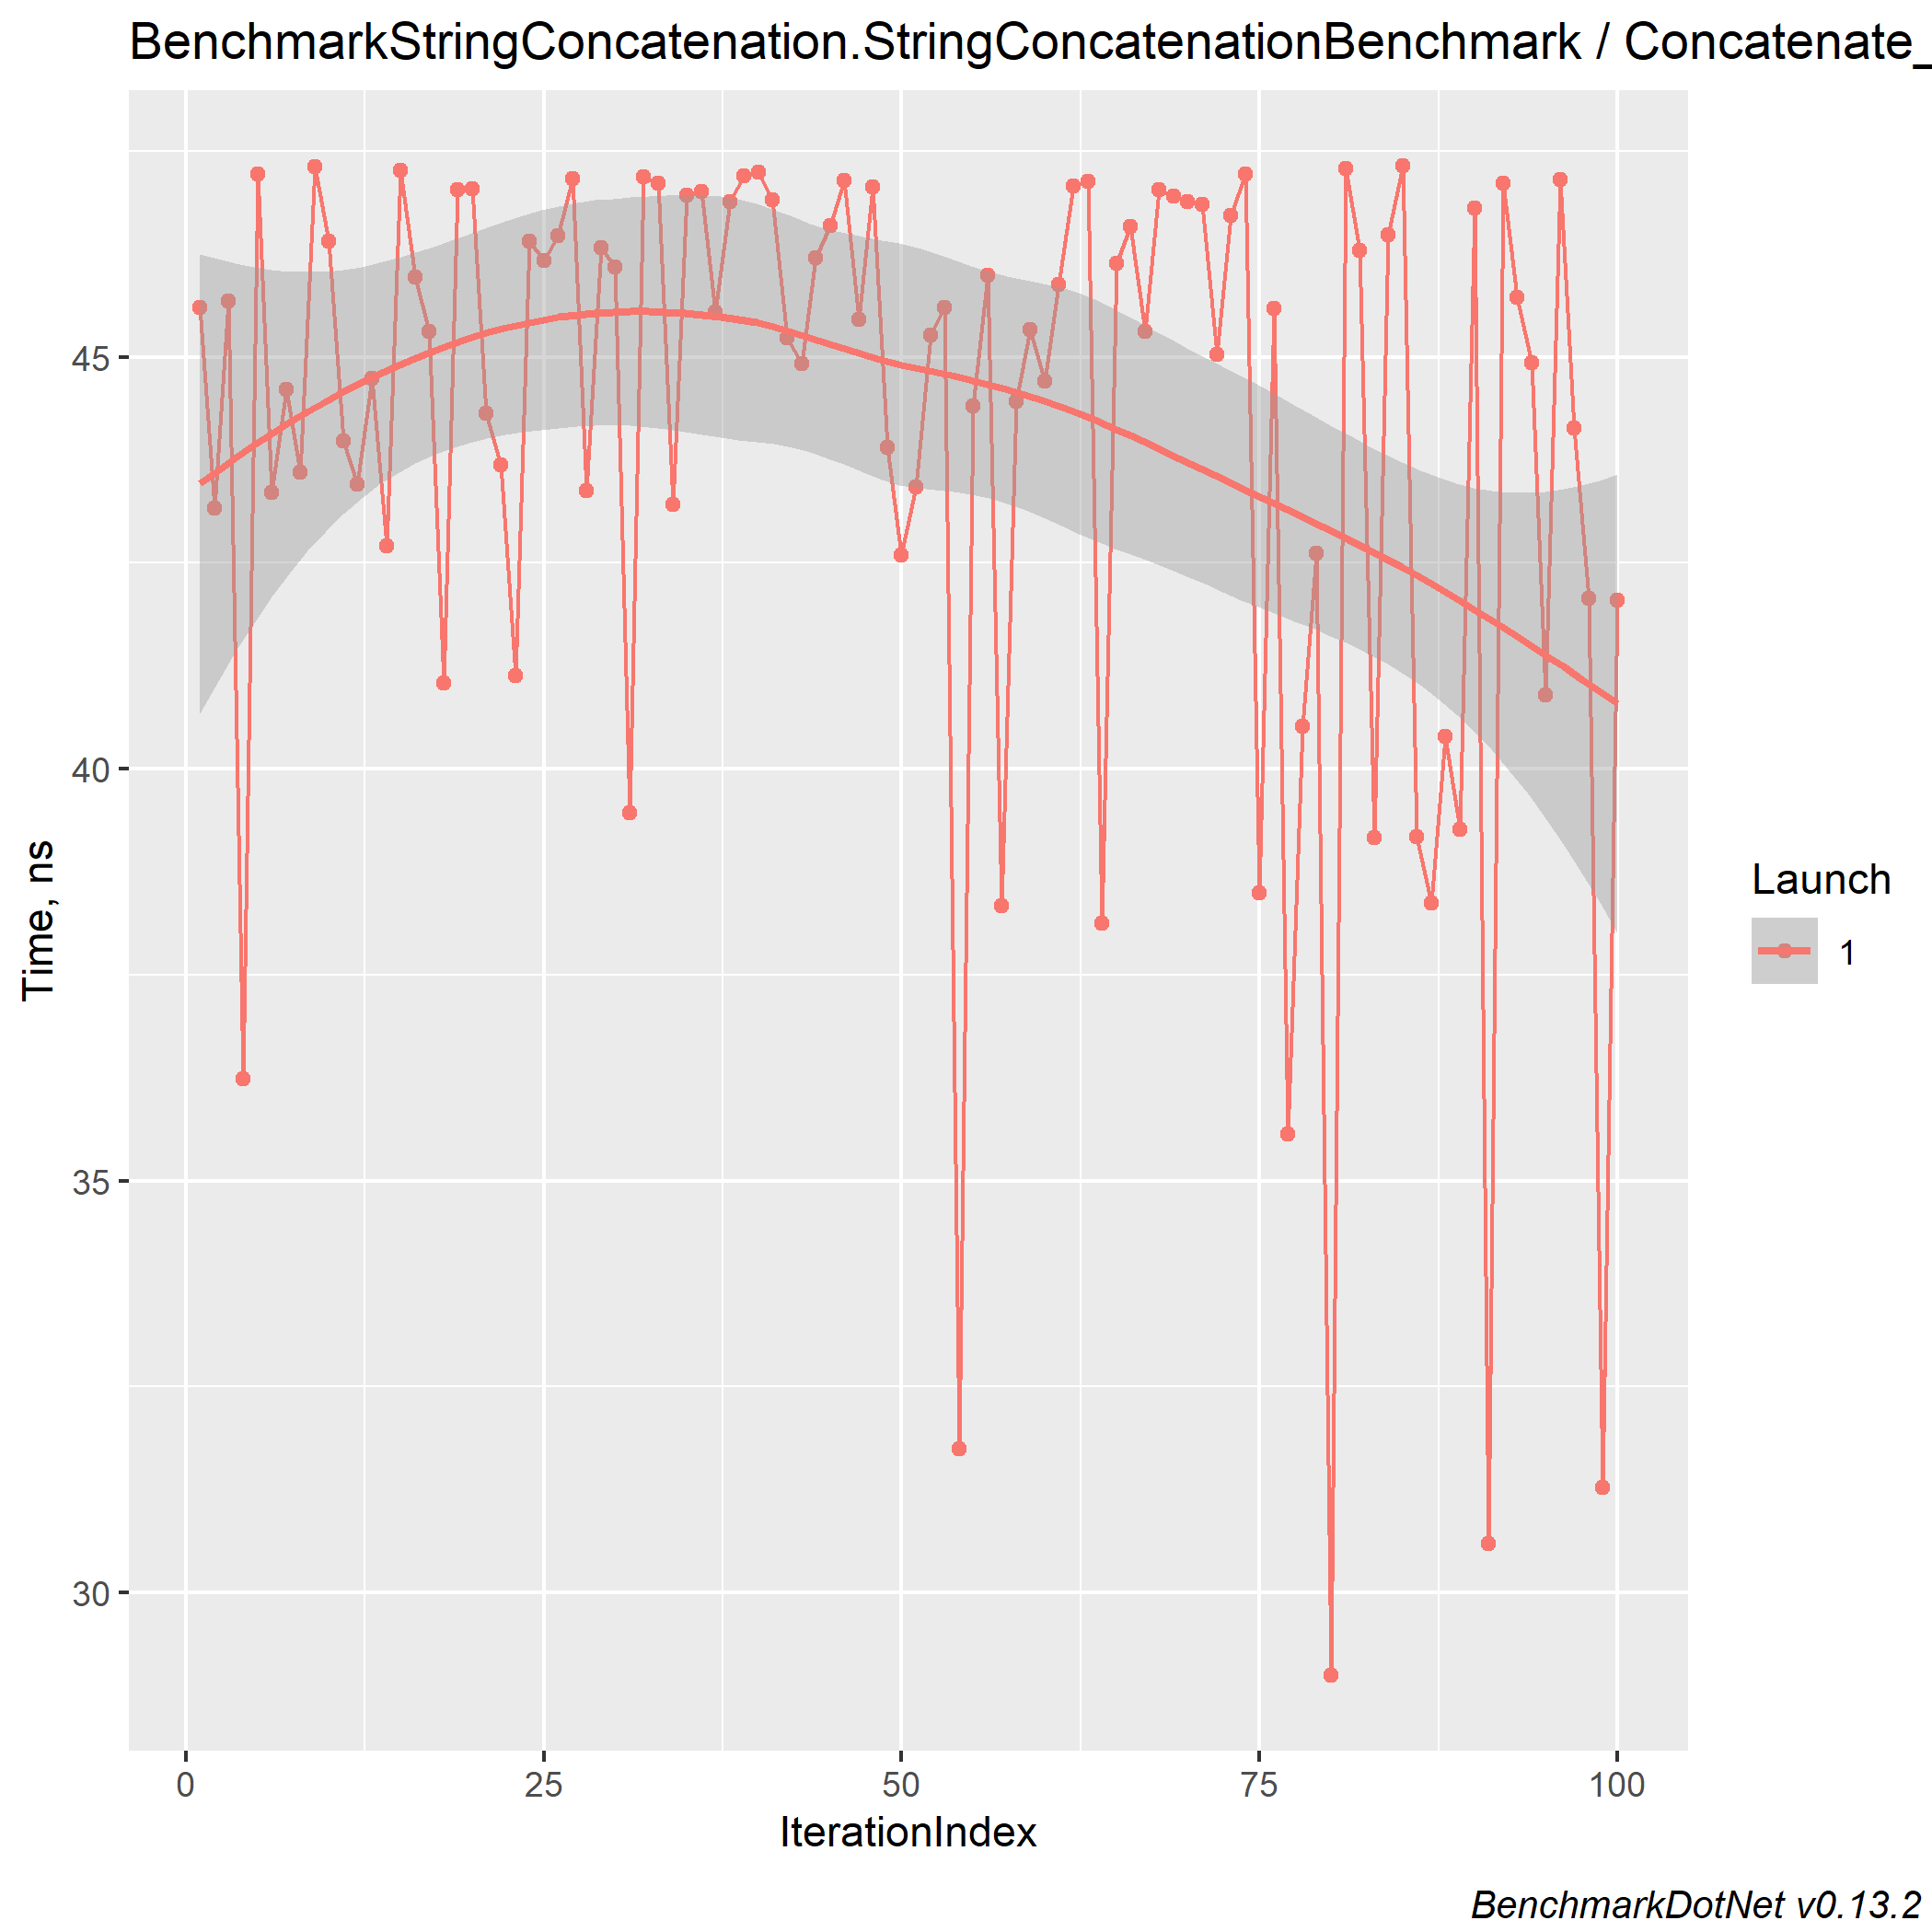 BenchmarkStringConcatenation.StringConcatenationBenchmark / Concatenate_
45
40
35
30
Time, ns
0 25 50 75 100
IterationIndex
Launch
1
BenchmarkDotNet v0.13.2